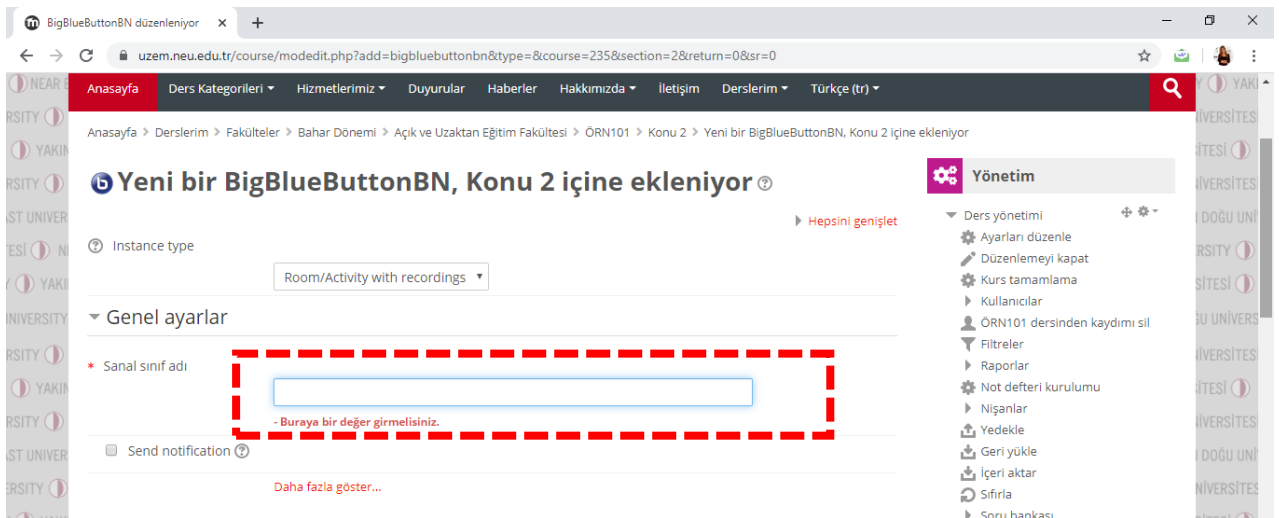 BigBlueButtonBN düzenleniyor
uzem.neu.edu.tr/course/modedit.php?add=bigbluebuttonbn&type=&course=235&section=2&return=0&sr=0
Anasayfa Ders Kategorileri Hizmetlerimiz Duyurular Haberler Hakkımızda İletişim Derslerim Türkçe (tr)
Anasayfa > Derslerim > Fakülteler > Bahar Dönemi > Açık ve Uzaktan Eğitim Fakültesi > ÖRN101 > Konu 2 > Yeni bir BigBlueButtonBN, Konu 2 içine ekleniyor
Yeni bir BigBlueButtonBN, Konu 2 içine ekleniyor
Hepsini genişlet
Instance type
Room/Activity with recordings
Genel ayarlar
* Sanal sınıf adı
- Buraya bir değer girmelisiniz.
Send notification
Daha fazla göster...
Yönetim
Ders yönetimi
Ayarları düzenle
Düzenlemeyi kapat
Kurs tamamlama
Kullanıcılar
ÖRN101 dersinden kaydımı sil
Filtreler
Raporlar
Not defteri kurulumu
Nişanlar
Yedekle
Geri yükle
İçeri aktar
Sıfırla
Soru bankası